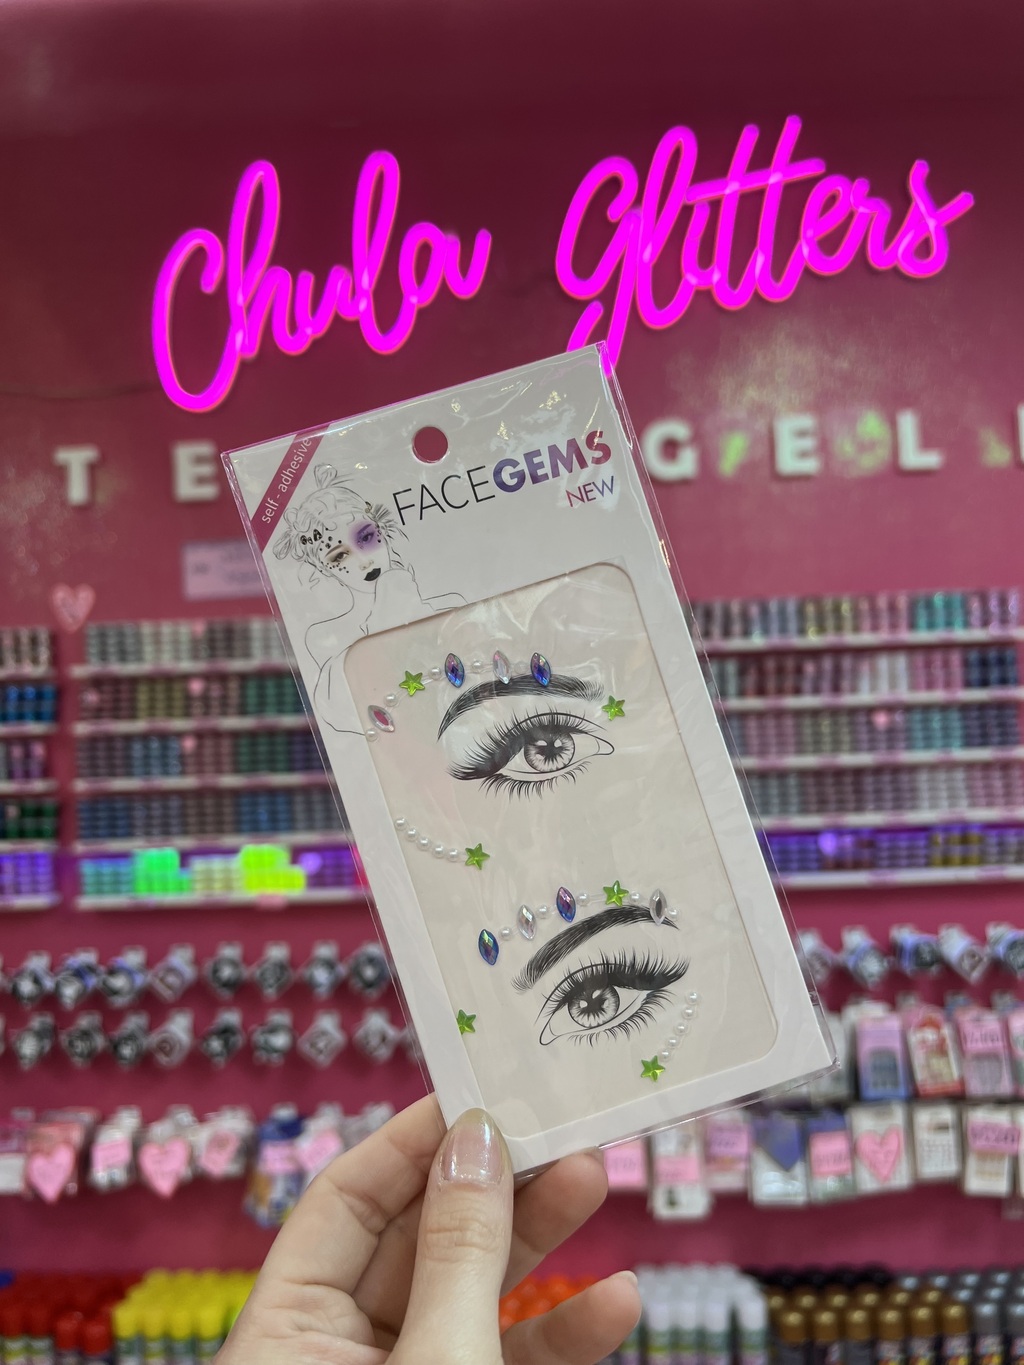 Chula Glitters
T E G E L
self-adhesive
FACEGEMS
NEW